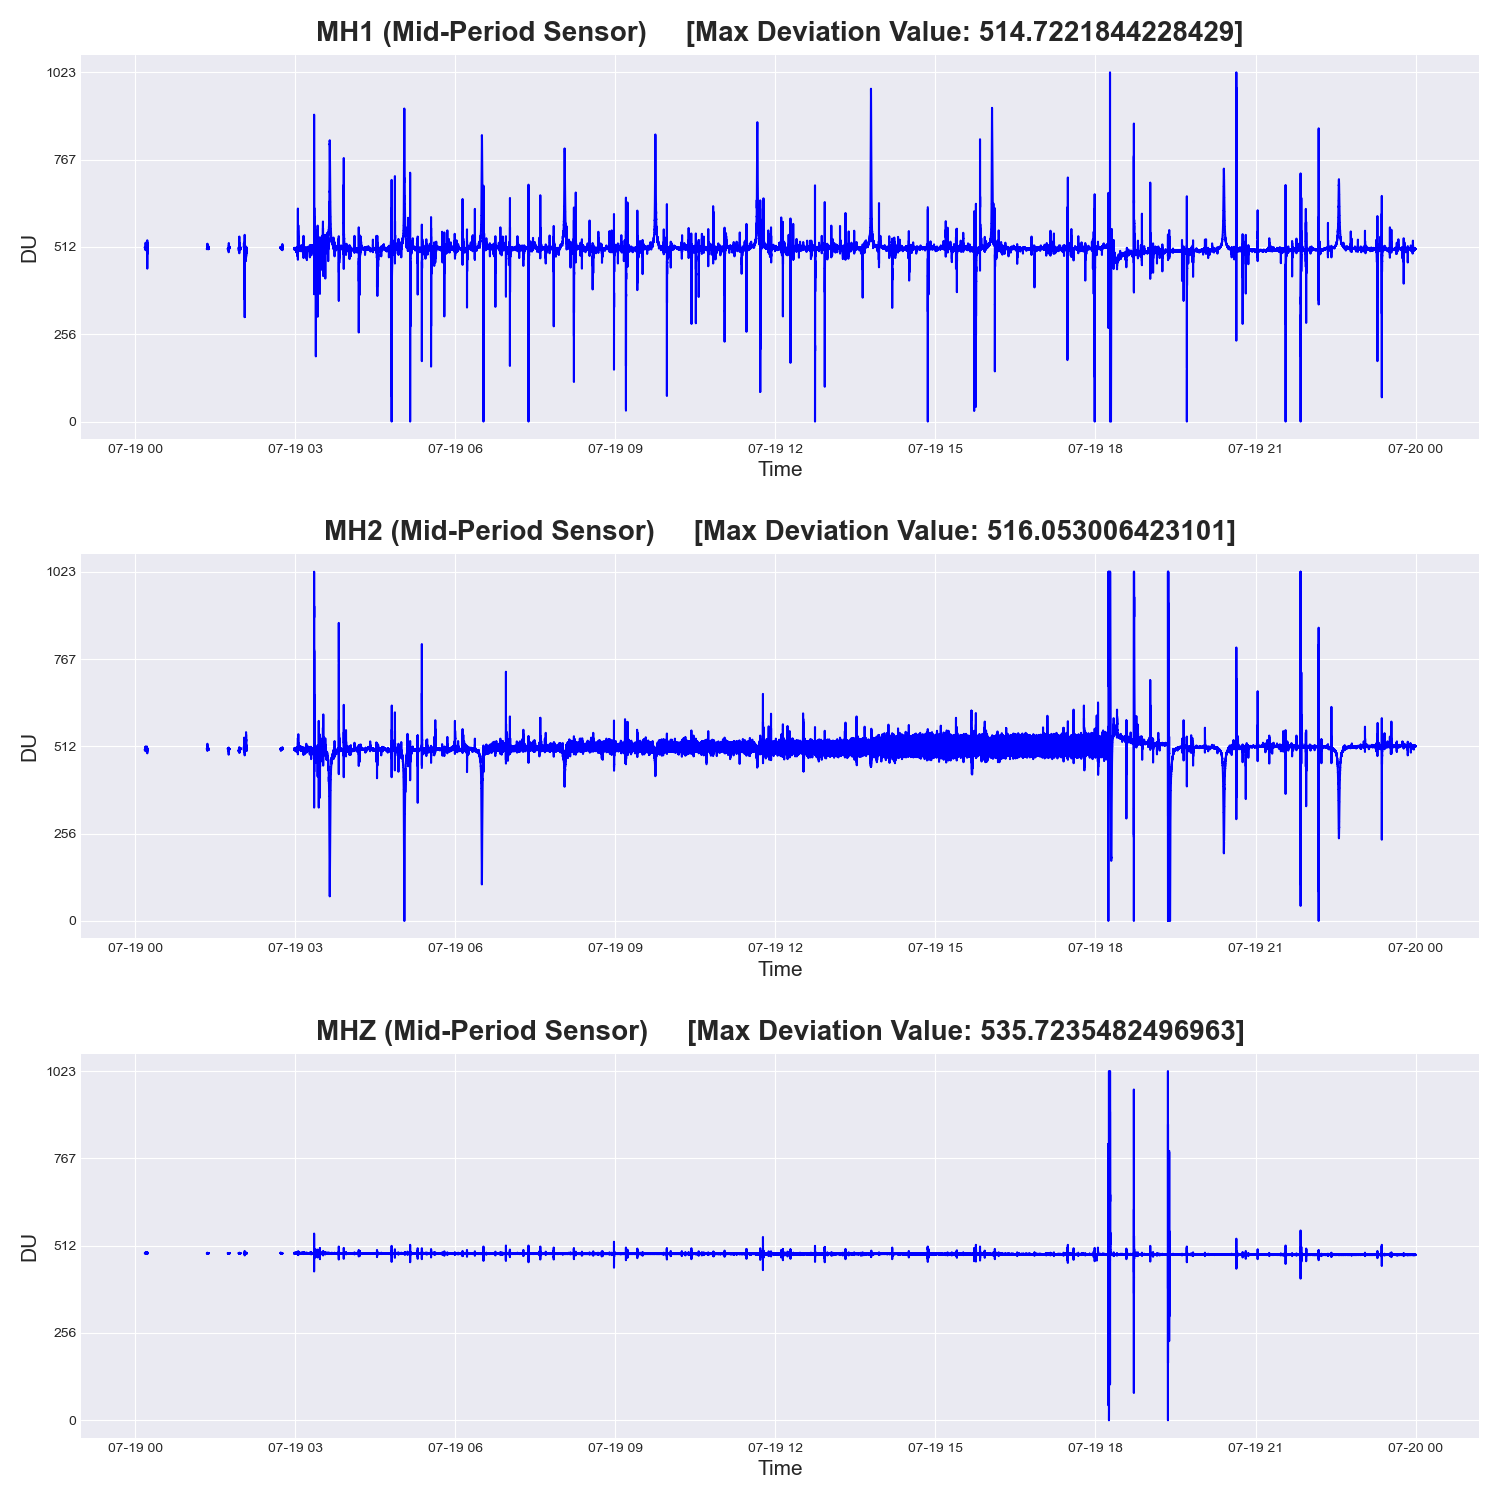 MH1 (Mid-Period Sensor) [Max Deviation Value: 514.7221844228429]
1023
767
512
256
0
DU
07-19 00 07-19 03 07-19 06 07-19 09 07-19 12 07-19 15 07-19 18 07-19 21 07-20 00
Time
MH2 (Mid-Period Sensor) [Max Deviation Value: 516.053006423101]
1023
767
512
256
0
DU
07-19 00 07-19 03 07-19 06 07-19 09 07-19 12 07-19 15 07-19 18 07-19 21 07-20 00
Time
MHZ (Mid-Period Sensor) [Max Deviation Value: 535.7235482496963]
1023
767
512
256
0
DU
07-19 00 07-19 03 07-19 06 07-19 09 07-19 12 07-19 15 07-19 18 07-19 21 07-20 00
Time